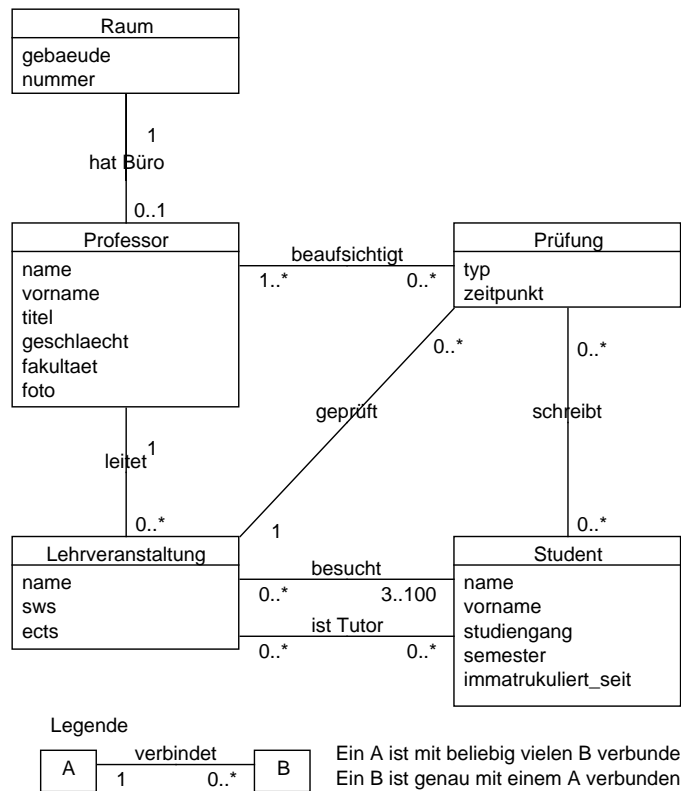 Raum
gebaeude
nummer
1
hat Büro
0..1
Professor
name
vorname
titel
geschlaecht
fakultaet
foto
beaufsichtigt
1..*
0..*
Prüfung
typ
zeitpunkt
0..*
0..*
geprüft
schreibt
1
leitet
0..*
1
0..*
Lehrveranstaltung
name
sws
ects
besucht
0..*
3..100
ist Tutor
0..*
0..*
Student
name
vorname
studiengang
semester
immatrukuliert_seit
Legende
A
verbindet
1
0..*
B
Ein A ist mit beliebig vielen B verbunde
Ein B ist genau mit einem A verbunden